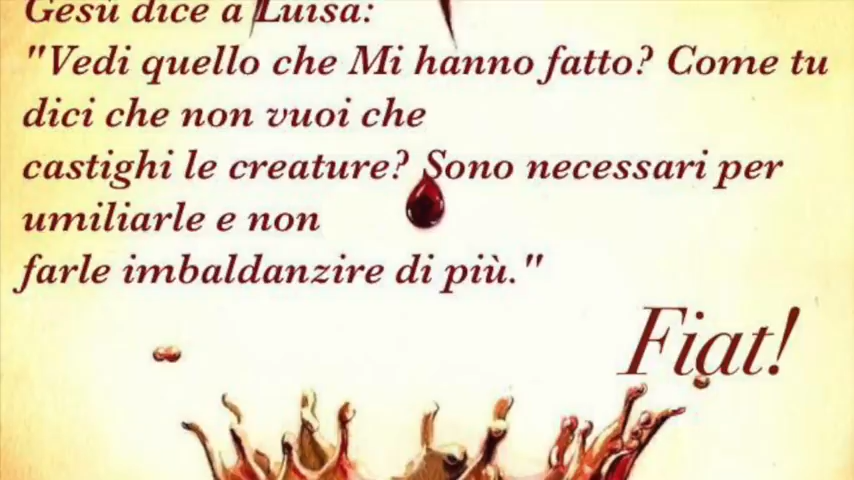 Gesù dice a Luisa:
"Vedi quello che Mi hanno fatto? Come tu
dici che non vuoi che
castighi le creature? Sono necessari per
umiliarle e non
farle imbaldanzire di più."
Fiat!